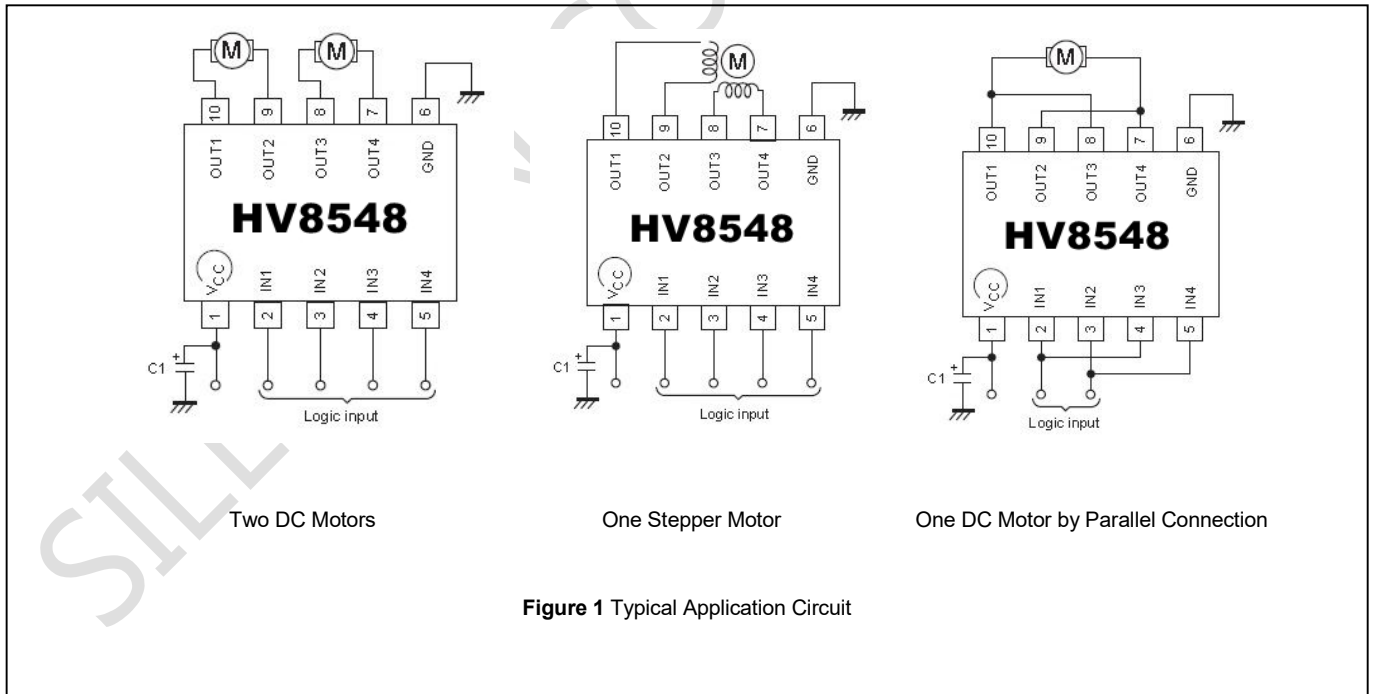 M
M
10
9
8
7
6
OUT1
OUT2
OUT3
OUT4
GND
HV8548
VCC
IN1
IN2
IN3
IN4
1
2
3
4
5
C1
+
Logic input
M
10
9
8
7
6
OUT1
OUT2
OUT3
OUT4
GND
HV8548
VCC
IN1
IN2
IN3
IN4
1
2
3
4
5
C1
+
Logic input
M
10
9
8
7
6
OUT1
OUT2
OUT3
OUT4
GND
HV8548
VCC
IN1
IN2
IN3
IN4
1
2
3
4
5
C1
+
Logic input
Two DC Motors
One Stepper Motor
One DC Motor by Parallel Connection
Figure 1 Typical Application Circuit